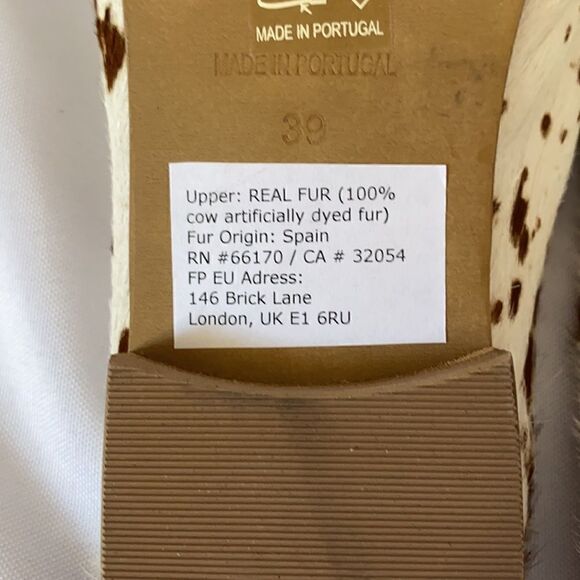 MADE IN PORTUGAL
MADE IN PORTUGAL
39
Upper: REAL FUR (100%
cow artificially dyed fur)
Fur Origin: Spain
RN #66170 / CA # 32054
FP EU Adress:
146 Brick Lane
London, UK E1 6RU